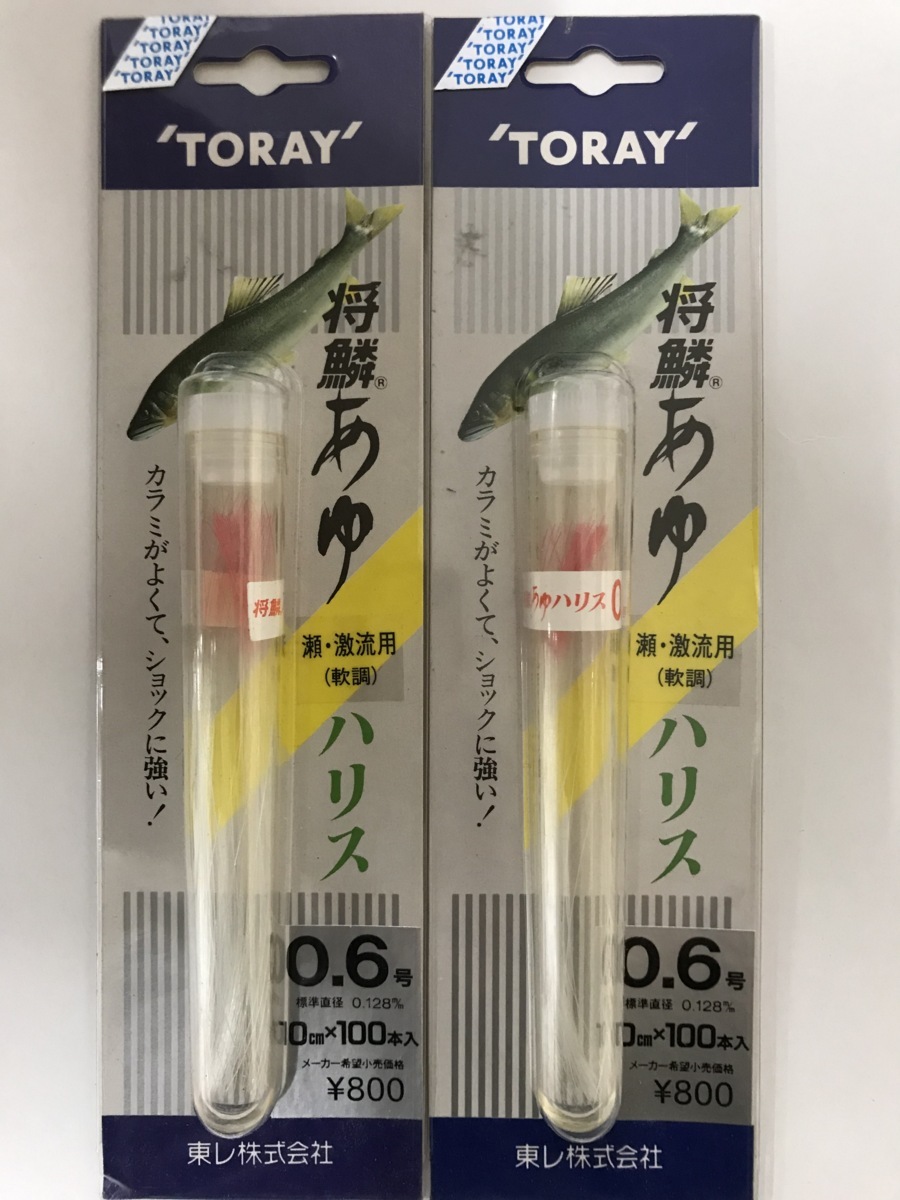 'TORAY'
'TORAY'
'TORAY'
'TORAY'
'TORAY'
'TORAY'
将鱗®あゆ
ハリス
瀬・激流用
(軟調)
カラミがよくて、ショックに強い!
将鱗
0.6号
標準直径 0.128㎜
10㎝×100本入
メーカー希望小売価格
¥800
東レ株式会社
'TORAY'
'TORAY'
'TORAY'
'TORAY'
'TORAY'
'TORAY'
将鱗®あゆ
ハリス
瀬・激流用
(軟調)
カラミがよくて、ショックに強い!
あゆハリス 0
0.6号
標準直径 0.128㎜
10㎝×100本入
メーカー希望小売価格
¥800
東レ株式会社